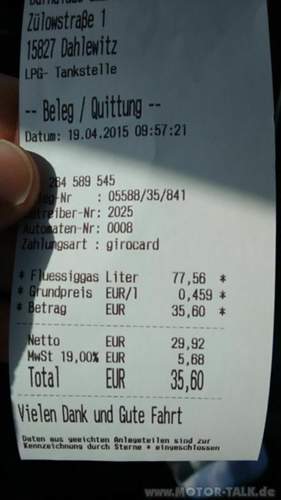 Zülowstraße 1
15827 Dahlewitz
LPG- Tankstelle
-- Beleg / Quittung --
Datum: 19.04.2015 09:57:21
284 589 545
: 05588/35/841
treiber-Nr: 2025
Automaten-Nr: 0008
Zahlungsart : girocard
* Fluessiggas Liter 77,56 *
* Grundpreis EUR/l 0,459 *
* Betrag EUR 35,60 *
Netto EUR 29,92
MwSt 19,00% EUR 5,68
Total EUR 35,60
Vielen Dank und Gute Fahrt
Daten aus geeichten Anlageteilen sind zur
Kennzeichnung durch Sterne * eingeschlossen
MOTOR-TALK.de